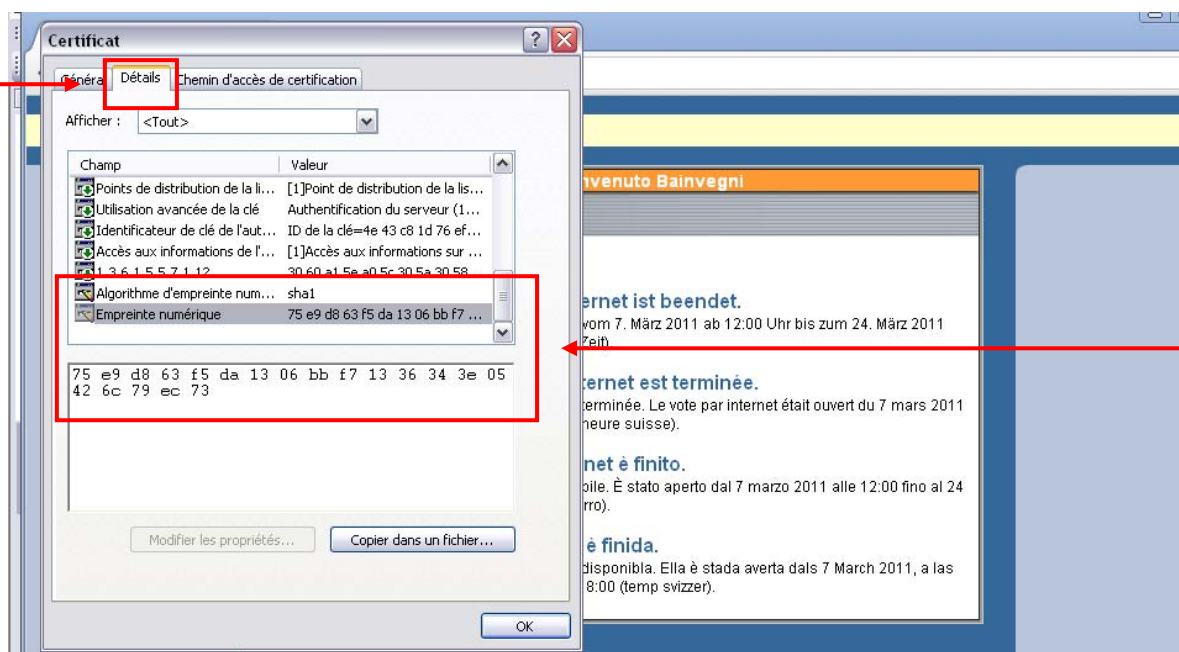 Certificat
Général Détails Chemin d'accès de certification
Afficher : <Tout>
Champ Valeur
Points de distribution de la li... [1]Point de distribution de la lis...
Utilisation avancée de la clé Authentification du serveur (1...
Identificateur de clé de l'aut... ID de la clé=4e 43 c8 1d 76 ef...
Accès aux informations de l'... [1]Accès aux informations sur ...
1.3.6.1.5.5.7.1.12 30 60 a1 5e a0 5c 30 5a 30 58 ...
Algorithme d'empreinte num... sha1
Empreinte numérique 75 e9 d8 63 f5 da 13 06 bb f7 ...
75 e9 d8 63 f5 da 13 06 bb f7 13 36 34 3e 05
42 6c 79 ec 73
Modifier les propriétés... Copier dans un fichier...
OK
nvenuto Bainvegni
ernet ist beendet.
vom 7. März 2011 ab 12:00 Uhr bis zum 24. März 2011
Zeit).
ternet est terminée.
terminée. Le vote par internet était ouvert du 7 mars 2011
heure suisse).
net è finito.
bile. È stato aperto dal 7 marzo 2011 alle 12:00 fino al 24
rro).
è finida.
disponibla. Ella è stada averta dals 7 March 2011, a las
8:00 (temp svizzer).